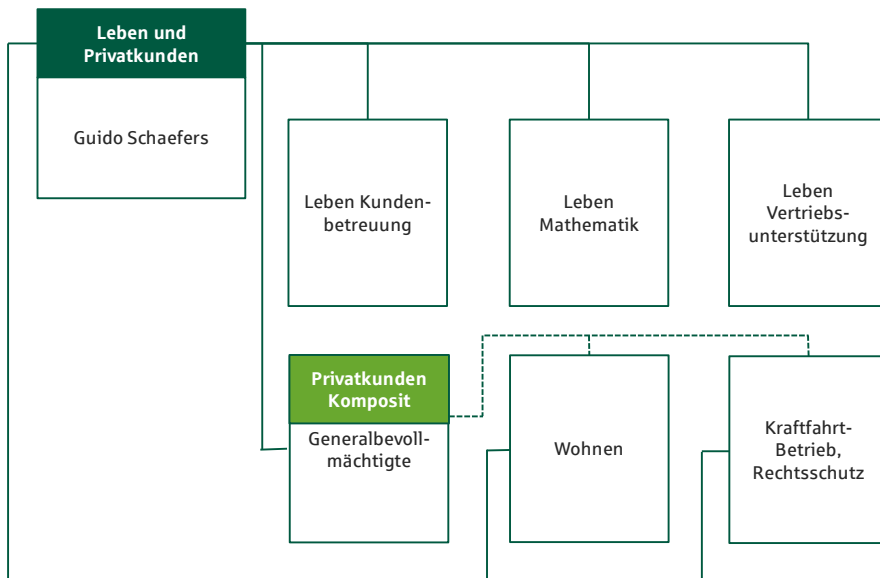 Leben und
Privatkunden
Guido Schaefers
Leben Kunden-
betreuung
Leben
Mathematik
Leben
Vertriebs-
unterstützung
Privatkunden
Komposit
Generalbevoll-
mächtigte
Wohnen
Kraftfahrt-
Betrieb,
Rechtsschutz